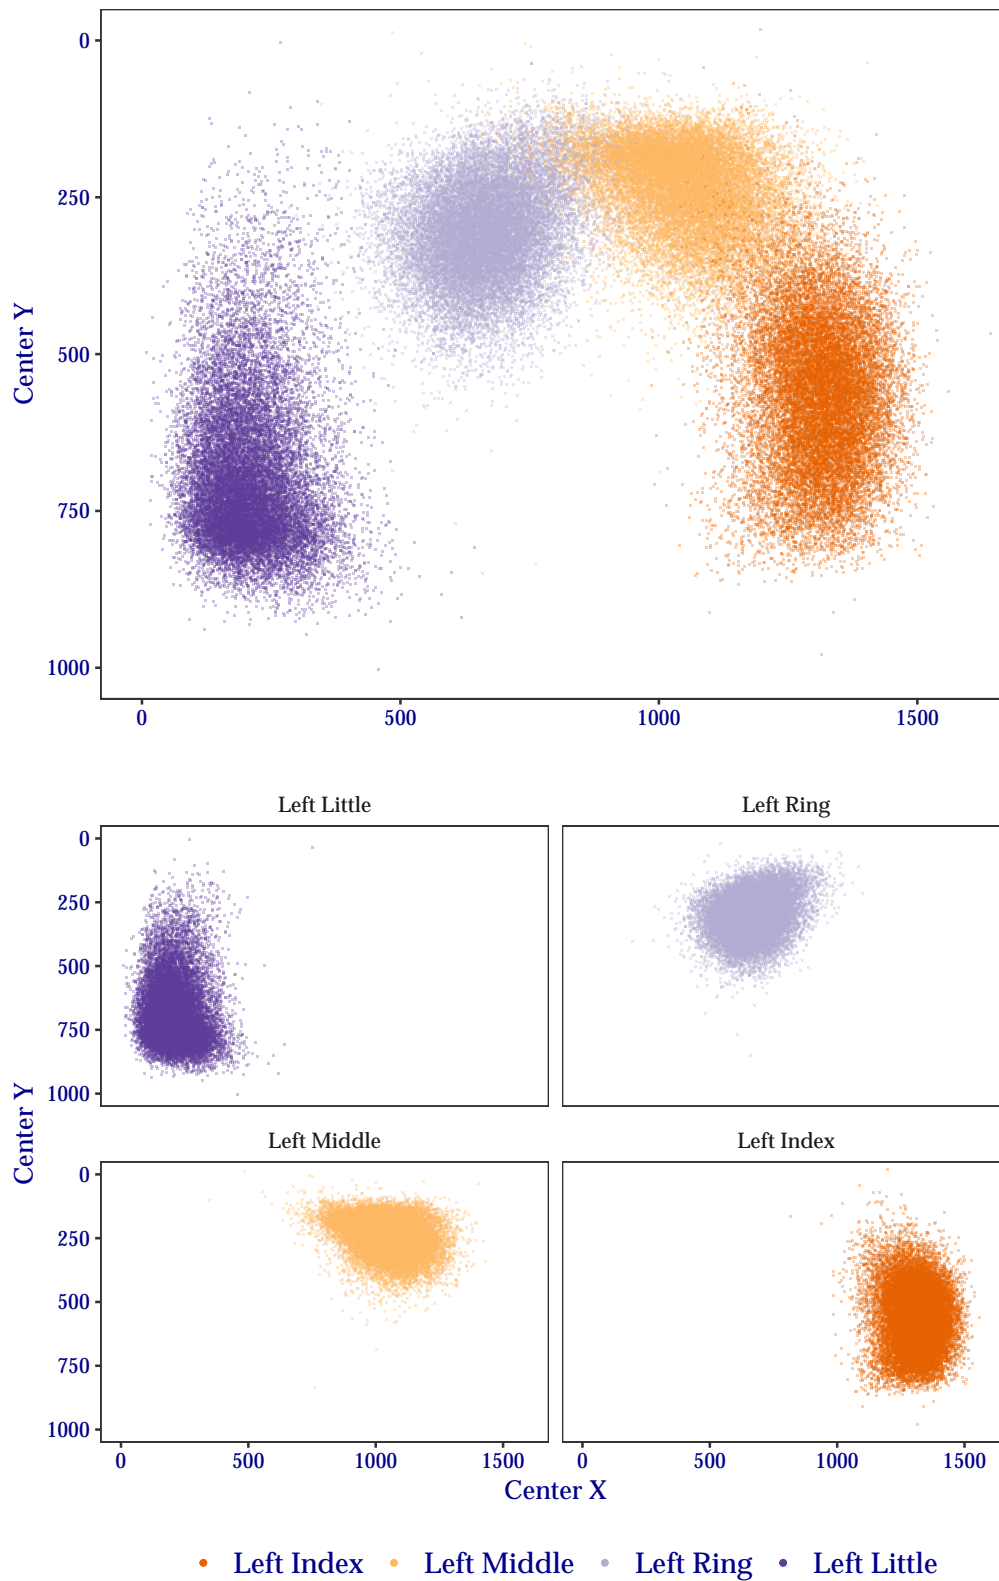 0
250
500
750
1000
Center Y
0 500 1000 1500
Left Little Left Ring
0
250
500
750
1000
Center Y
Left Middle Left Index
0
250
500
750
1000
0 500 1000 1500 0 500 1000 1500
Center X
Left Index Left Middle Left Ring Left Little